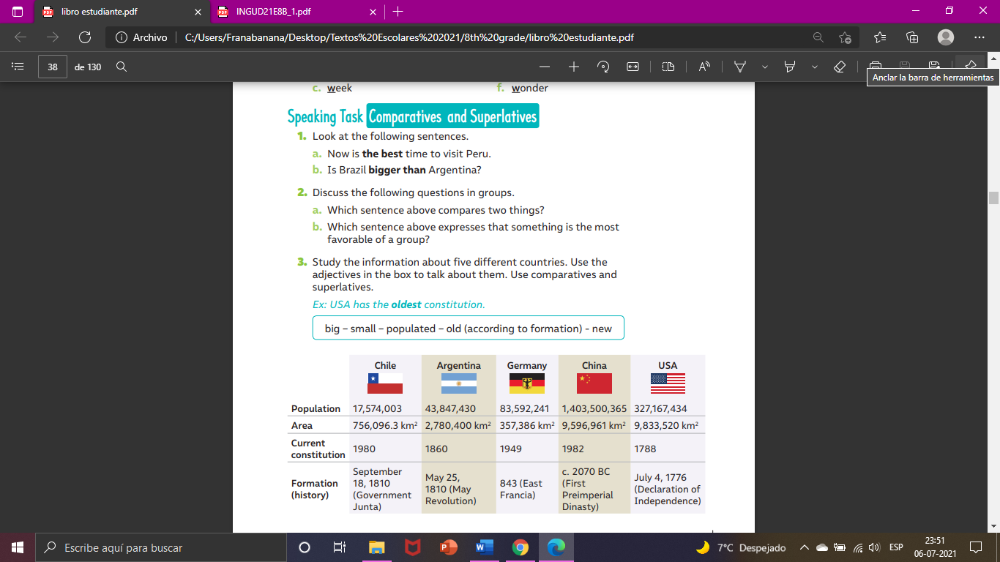 libro estudiante.pdf
INGUD21E8B_1.pdf
Archivo
C:/Users/Franabanana/Desktop/Textos%20Escolares%202021/8th%20grade/libro%20estudiante.pdf
38 de 130
Anclar la barra de herramientas
c. week f. wonder
Speaking Task Comparatives and Superlatives
1. Look at the following sentences.
a. Now is the best time to visit Peru.
b. Is Brazil bigger than Argentina?
2. Discuss the following questions in groups.
a. Which sentence above compares two things?
b. Which sentence above expresses that something is the most
favorable of a group?
3. Study the information about five different countries. Use the
adjectives in the box to talk about them. Use comparatives and
superlatives.
Ex: USA has the oldest constitution.
big – small – populated – old (according to formation) - new
Chile Argentina Germany China USA
Population 17,574,003 43,847,430 83,592,241 1,403,500,365 327,167,434
Area 756,096.3 km² 2,780,400 km² 357,386 km² 9,596,961 km² 9,833,520 km²
Current
constitution
1980 1860 1949 1982 1788
Formation
(history)
September
18, 1810
(Government
Junta)
May 25,
1810 (May
Revolution)
843 (East
Francia)
c. 2070 BC
(First
Preimperial
Dinasty)
July 4, 1776
(Declaration of
Independence)
Escribe aquí para buscar
7°C Despejado
ESP
23:51
06-07-2021